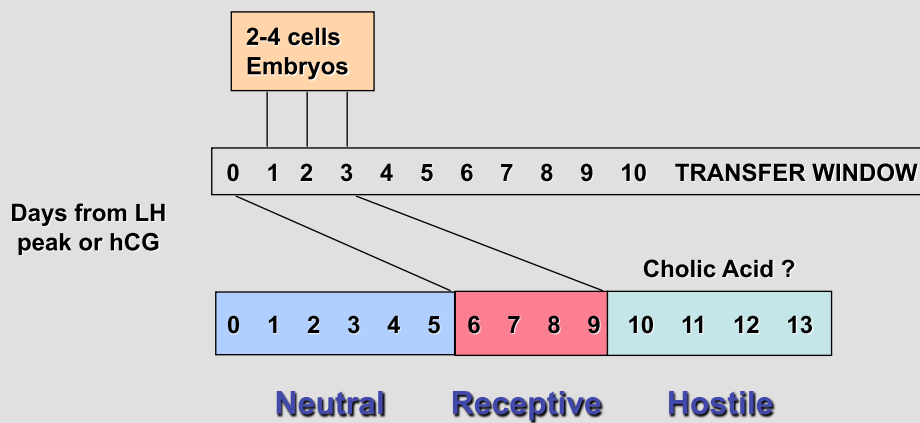 2-4 cells
Embryos
0 1 2 3 4 5 6 7 8 9 10 TRANSFER WINDOW
Days from LH
peak or hCG
Cholic Acid ?
0 1 2 3 4 5 6 7 8 9 10 11 12 13
Neutral Receptive Hostile